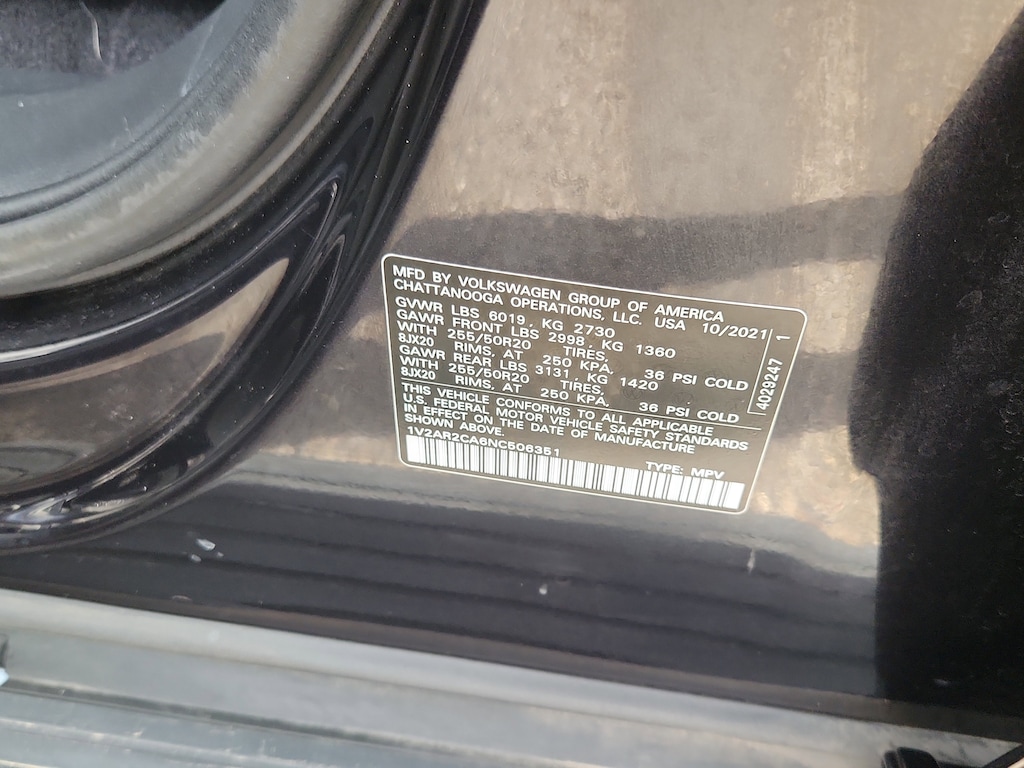 MFD BY VOLKSWAGEN GROUP OF AMERICA
CHATTANOOGA OPERATIONS, LLC. USA 10/2021
GVWR LBS 6019, KG 2730
GAWR FRONT LBS 2998, KG 1360
WITH 255/50R20 TIRES,
8JX20 RIMS. AT 250 KPA. 36 PSI COLD
GAWR REAR LBS 3131, KG 1420
WITH 255/50R20 TIRES,
8JX20 RIMS. AT 250 KPA, 36 PSI COLD
THIS VEHICLE CONFORMS TO ALL APPLICABLE
U.S. FEDERAL MOTOR VEHICLE SAFETY STANDARDS
IN EFFECT ON THE DATE OF MANUFACTURE
SHOWN ABOVE.
1V2AR2CA6NC506351 TYPE: MPV
4029247 1